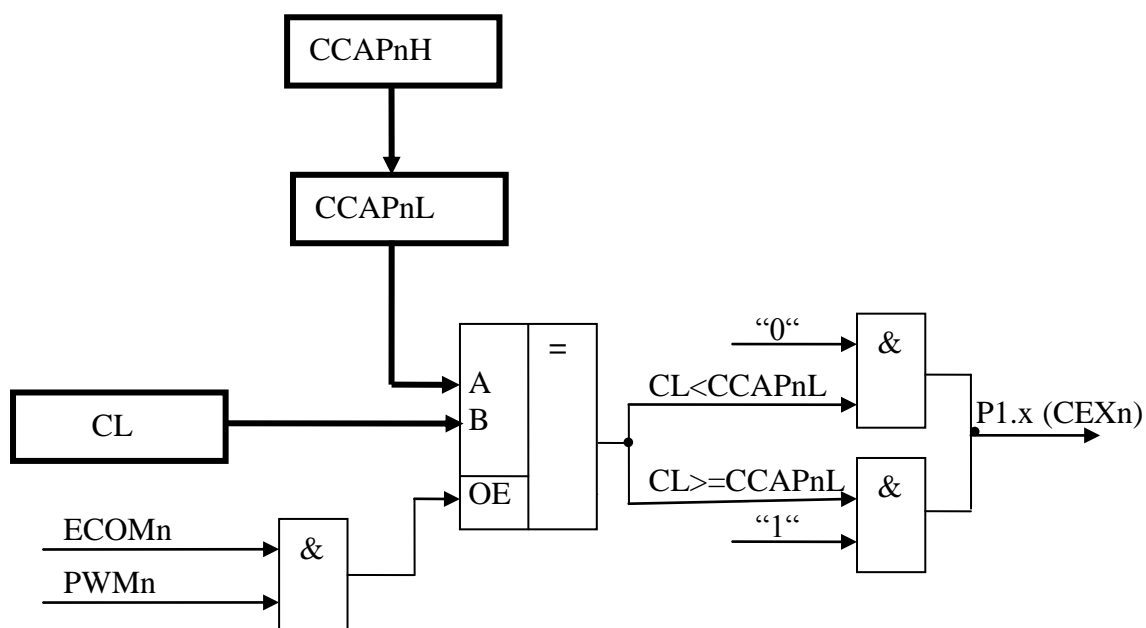 CCAPnH
CCAPnL
=
“0“
&
CL<CCAPnL
A
B
CL
P1.x (CEXn)
CL>=CCAPnL
&
OE
“1“
ECOMn
&
PWMn